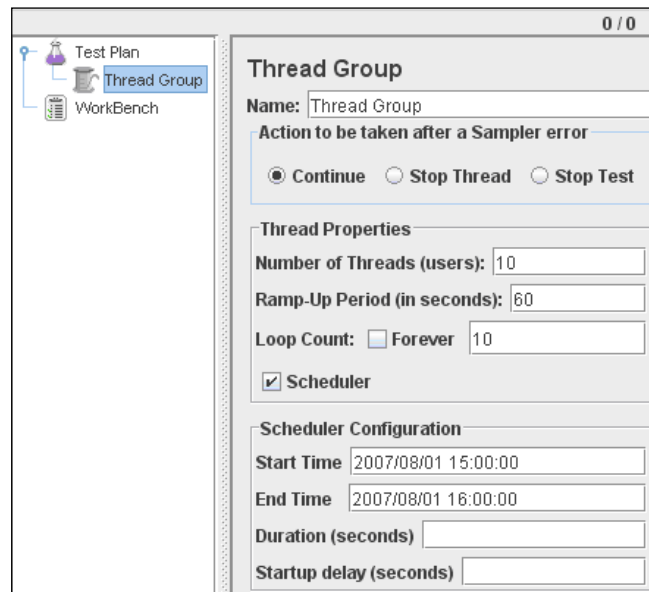 0 / 0
Test Plan
Thread Group
WorkBench
Thread Group
Name: Thread Group
Action to be taken after a Sampler error
Continue Stop Thread Stop Test
Thread Properties
Number of Threads (users): 10
Ramp-Up Period (in seconds): 60
Loop Count: Forever 10
Scheduler
Scheduler Configuration
Start Time 2007/08/01 15:00:00
End Time 2007/08/01 16:00:00
Duration (seconds)
Startup delay (seconds)